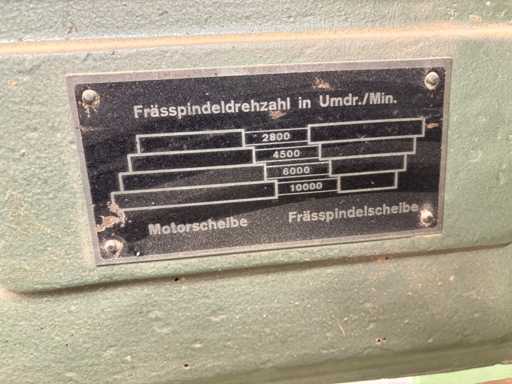 Frässpindeldrehzahl in Umdr./Min.
2800
4500
6000
10000
Motorscheibe Frässpindelscheibe